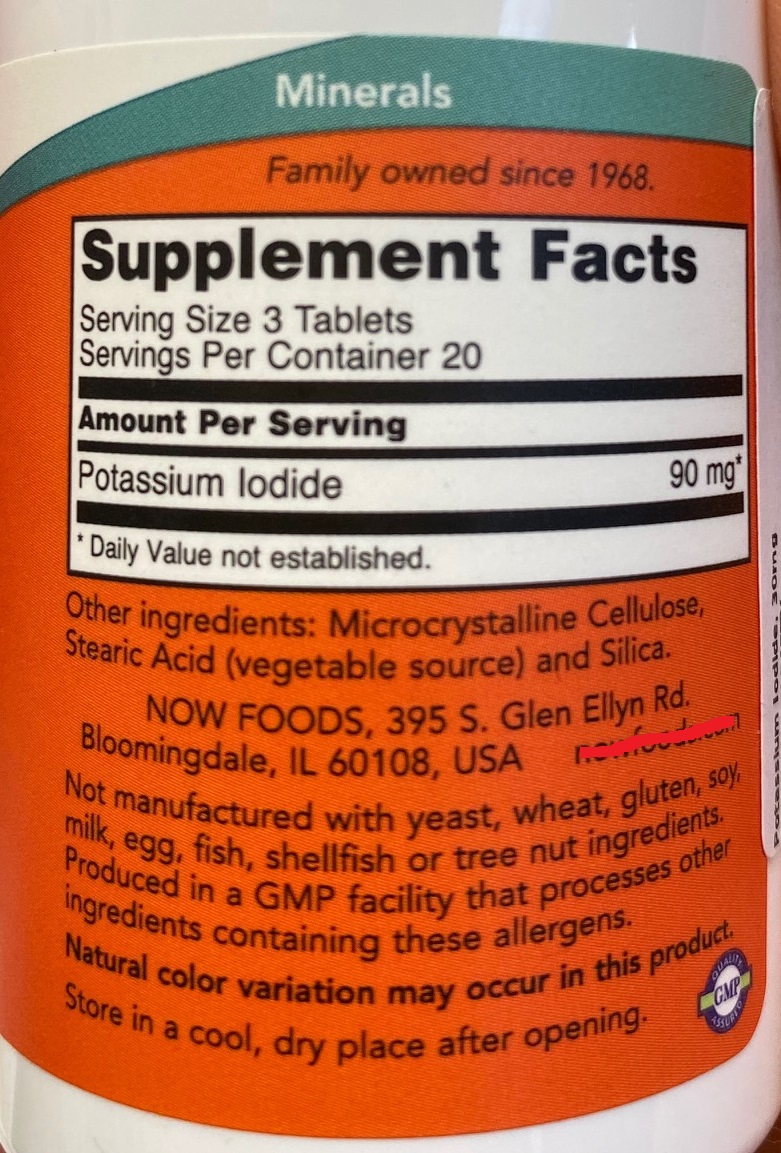 Minerals
Family owned since 1968.
Supplement Facts
Serving Size 3 Tablets
Servings Per Container 20
Amount Per Serving
Potassium Iodide 90 mg*
* Daily Value not established.
Other ingredients: Microcrystalline Cellulose,
Stearic Acid (vegetable source) and Silica.
NOW FOODS, 395 S. Glen Ellyn Rd.
Bloomingdale, IL 60108, USA
Not manufactured with yeast, wheat, gluten, soy,
milk, egg, fish, shellfish or tree nut ingredients.
Produced in a GMP facility that processes other
ingredients containing these allergens.
Natural color variation may occur in this product.
Store in a cool, dry place after opening.
QUALITY
GMP
ASSURED
Iodide, 30mg